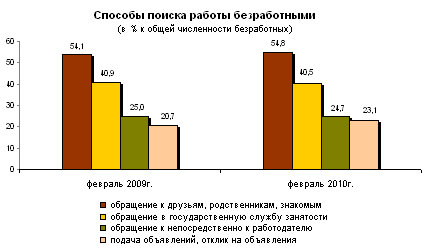 Способы поиска работы безработными
(в % к общей численности безработных)
60
50
40
30
20
10
0
54,1
40,9
25,0
20,7
54,8
40,5
24,7
23,1
февраль 2009г.
февраль 2010г.
обращение к друзьям, родственникам, знакомым
обращение в государственную службу занятости
обращение к непосредственно к работодателю
подача объявлений, отклик на объявления